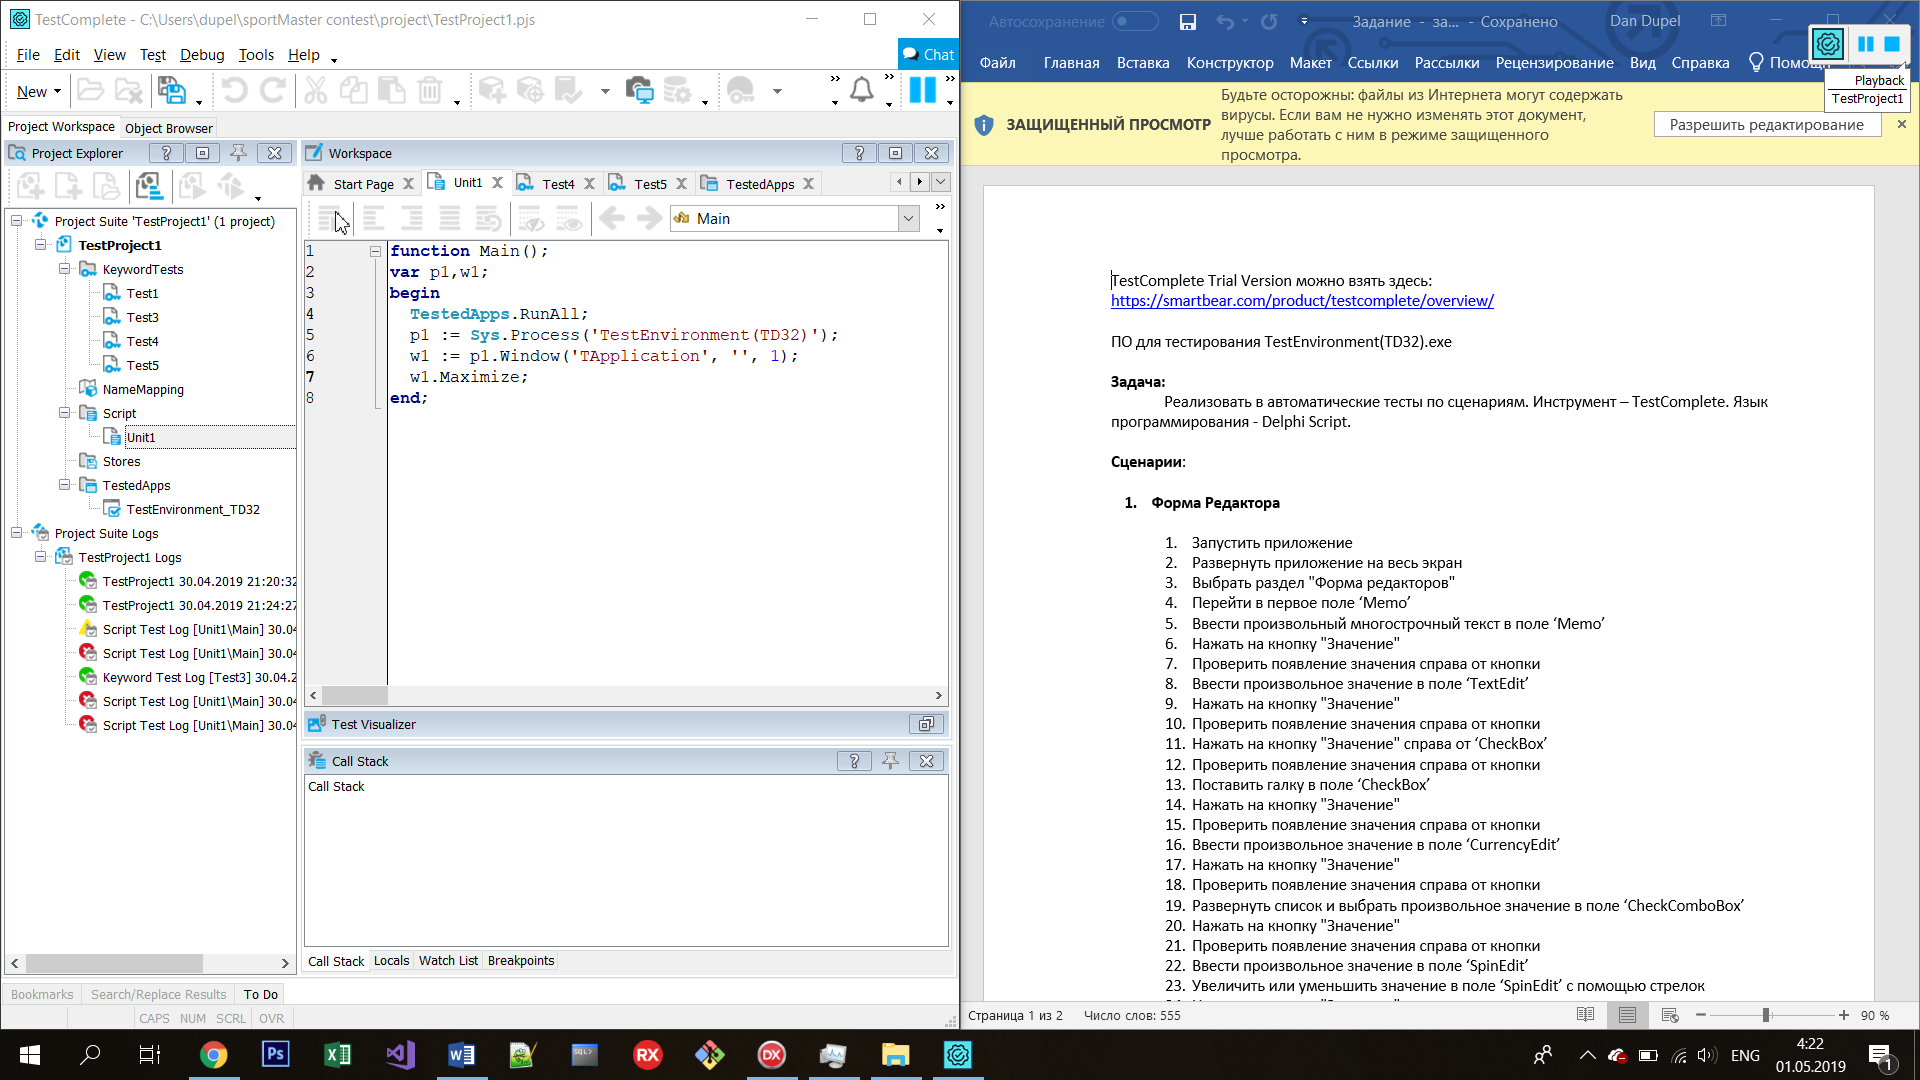 TestComplete - C:\Users\dupel\sportMaster contest\project\TestProject1.pjs
File Edit View Test Debug Tools Help
Chat
New
Project Workspace Object Browser
Project Explorer
Project Suite 'TestProject1' (1 project)
TestProject1
KeywordTests
Test1
Test3
Test4
Test5
NameMapping
Script
Unit1
Stores
TestedApps
TestEnvironment_TD32
Project Suite Logs
TestProject1 Logs
TestProject1 30.04.2019 21:20:32
TestProject1 30.04.2019 21:24:27
Script Test Log [Unit1\Main] 30.04
Script Test Log [Unit1\Main] 30.04
Keyword Test Log [Test3] 30.04.2
Script Test Log [Unit1\Main] 30.04
Script Test Log [Unit1\Main] 30.04
Workspace
Start Page Unit1 Test4 Test5 TestedApps
Main
1 function Main();
2 var p1,w1;
3 begin
4 TestedApps.RunAll;
5 p1 := Sys.Process('TestEnvironment(TD32)');
6 w1 := p1.Window('TApplication', '', 1);
7 w1.Maximize;
8 end;
Test Visualizer
Call Stack
Call Stack
Call Stack Locals Watch List Breakpoints
Bookmarks Search/Replace Results To Do
CAPS NUM SCRL OVR
Автосохранение Задание - за... - Сохранено Dan Dupel
Файл Главная Вставка Конструктор Макет Ссылки Рассылки Рецензирование Вид Справка Помощ
Playback
TestProject1
ЗАЩИЩЕННЫЙ ПРОСМОТР
Будьте осторожны: файлы из Интернета могут содержать
вирусы. Если вам не нужно изменять этот документ,
лучше работать с ним в режиме защищенного
просмотра.
Разрешить редактирование
TestComplete Trial Version можно взять здесь:
https://smartbear.com/product/testcomplete/overview/
ПО для тестирования TestEnvironment(TD32).exe
Задача:
Реализовать в автоматические тесты по сценариям. Инструмент – TestComplete. Язык
программирования - Delphi Script.
Сценарии:
1. Форма Редактора
1. Запустить приложение
2. Развернуть приложение на весь экран
3. Выбрать раздел "Форма редакторов"
4. Перейти в первое поле ‘Memo’
5. Ввести произвольный многострочный текст в поле ‘Memo’
6. Нажать на кнопку "Значение"
7. Проверить появление значения справа от кнопки
8. Ввести произвольное значение в поле ‘TextEdit’
9. Нажать на кнопку "Значение"
10. Проверить появление значения справа от кнопки
11. Нажать на кнопку "Значение" справа от ‘CheckBox’
12. Проверить появление значения справа от кнопки
13. Поставить галку в поле ‘CheckBox’
14. Нажать на кнопку "Значение"
15. Проверить появление значения справа от кнопки
16. Ввести произвольное значение в поле ‘CurrencyEdit’
17. Нажать на кнопку "Значение"
18. Проверить появление значения справа от кнопки
19. Развернуть список и выбрать произвольное значение в поле ‘CheckComboBox’
20. Нажать на кнопку "Значение"
21. Проверить появление значения справа от кнопки
22. Ввести произвольное значение в поле ‘SpinEdit’
23. Увеличить или уменьшить значение в поле ‘SpinEdit’ с помощью стрелок
Страница 1 из 2 Число слов: 555
90 %
ENG
4:22
01.05.2019
1